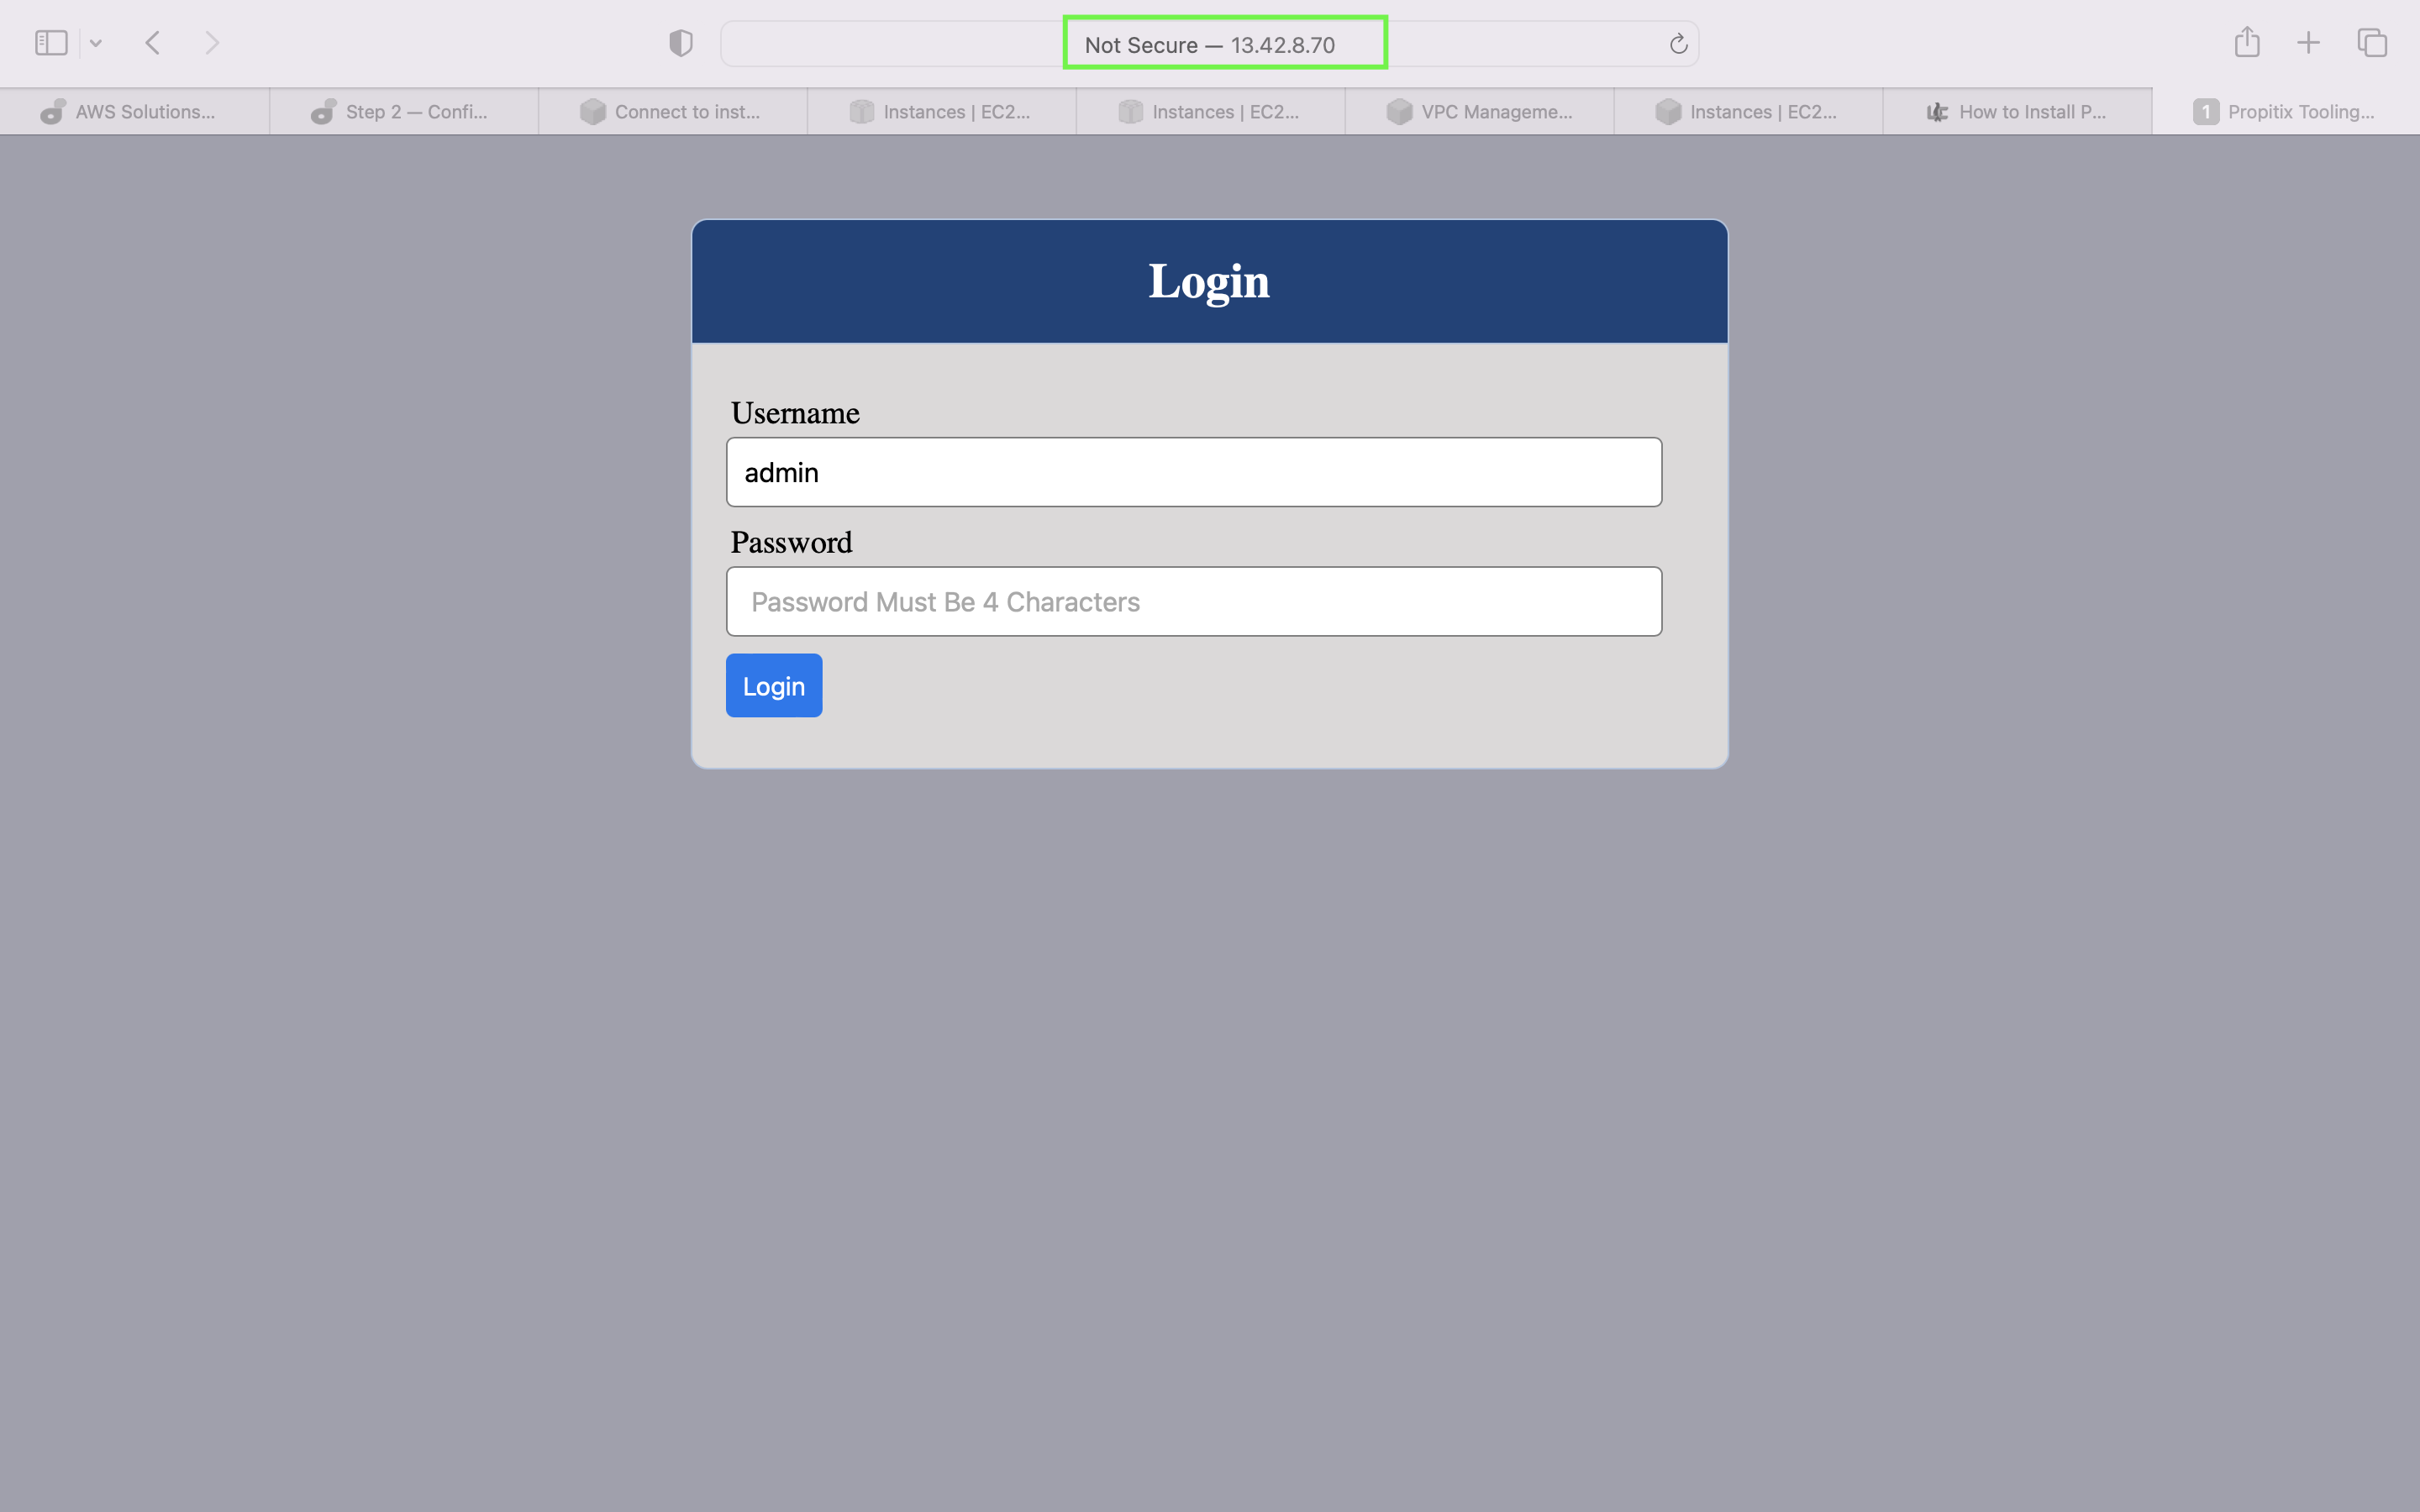 Not Secure — 13.42.8.70
AWS Solutions...
Step 2 — Confi...
Connect to inst...
Instances | EC2...
Instances | EC2...
VPC Manageme...
Instances | EC2...
How to Install P...
1 Propitix Tooling...
Login
Username
admin
Password
Password Must Be 4 Characters
Login